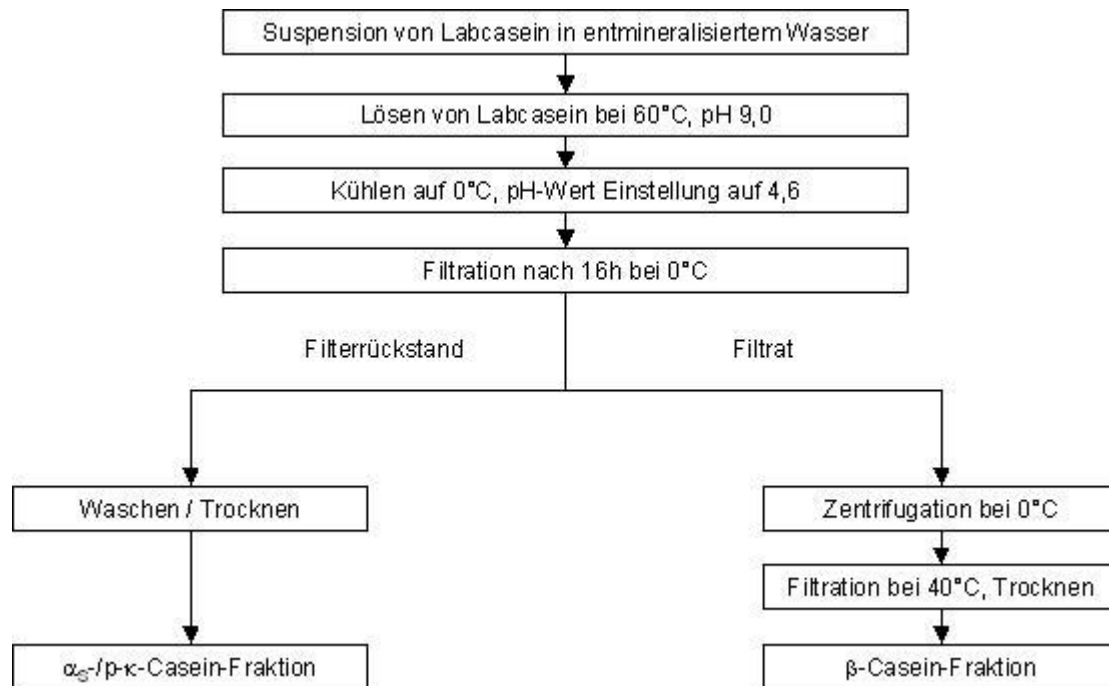 Suspension von Labcasein in entmineralisiertem Wasser
Lösen von Labcasein bei 60°C, pH 9,0
Kühlen auf 0°C, pH-Wert Einstellung auf 4,6
Filtration nach 16h bei 0°C
Filterrückstand
Filtrat
Waschen / Trocknen
Zentrifugation bei 0°C
Filtration bei 40°C, Trocknen
αS-/p-κ-Casein-Fraktion
β-Casein-Fraktion